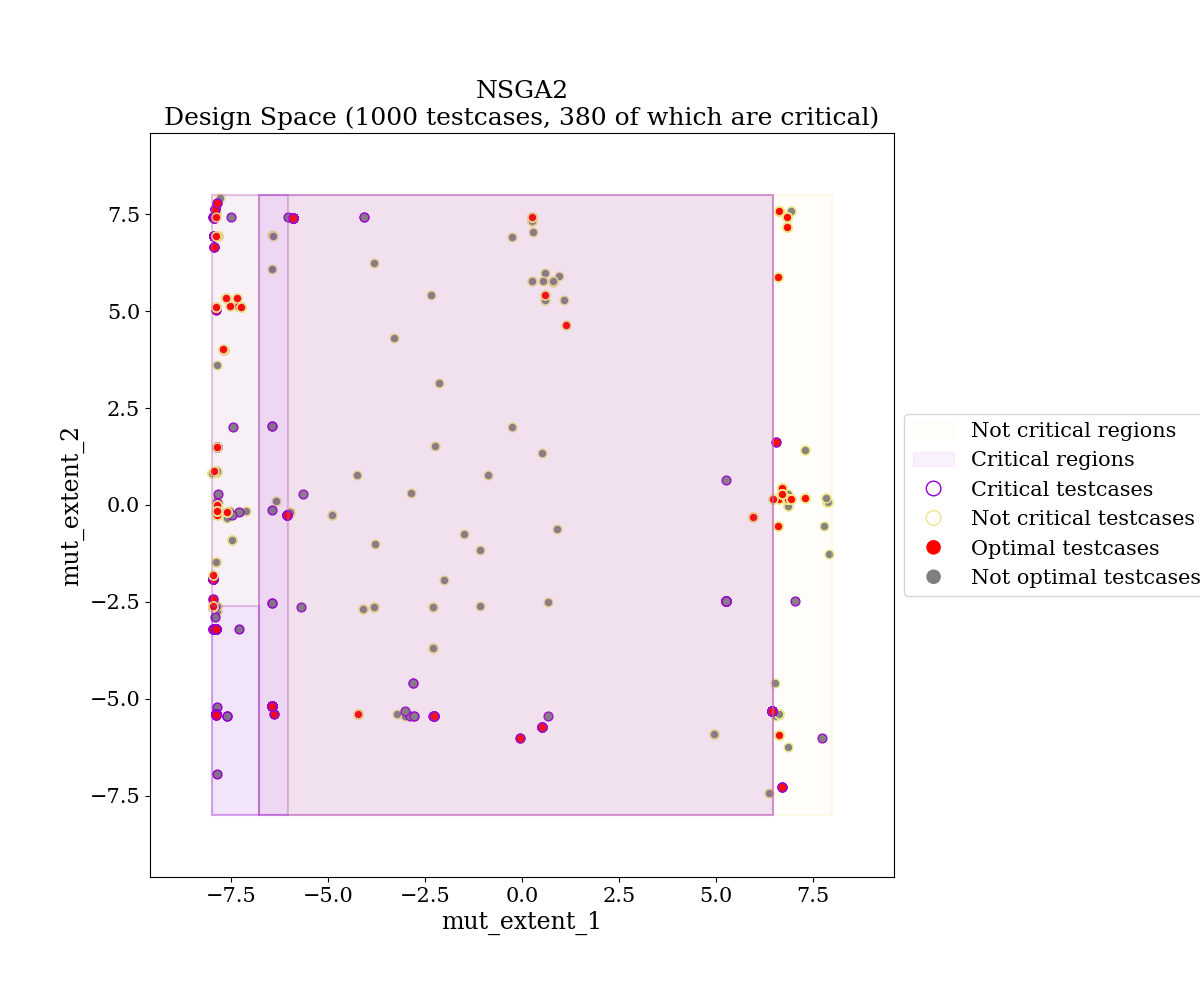 NSGA2
Design Space (1000 testcases, 380 of which are critical)
7.5
5.0
2.5
0.0
−2.5
−5.0
−7.5
mut_extent_2
−7.5
−5.0
−2.5
0.0
2.5
5.0
7.5
mut_extent_1
Not critical regions
Critical regions
Critical testcases
Not critical testcases
Optimal testcases
Not optimal testcases